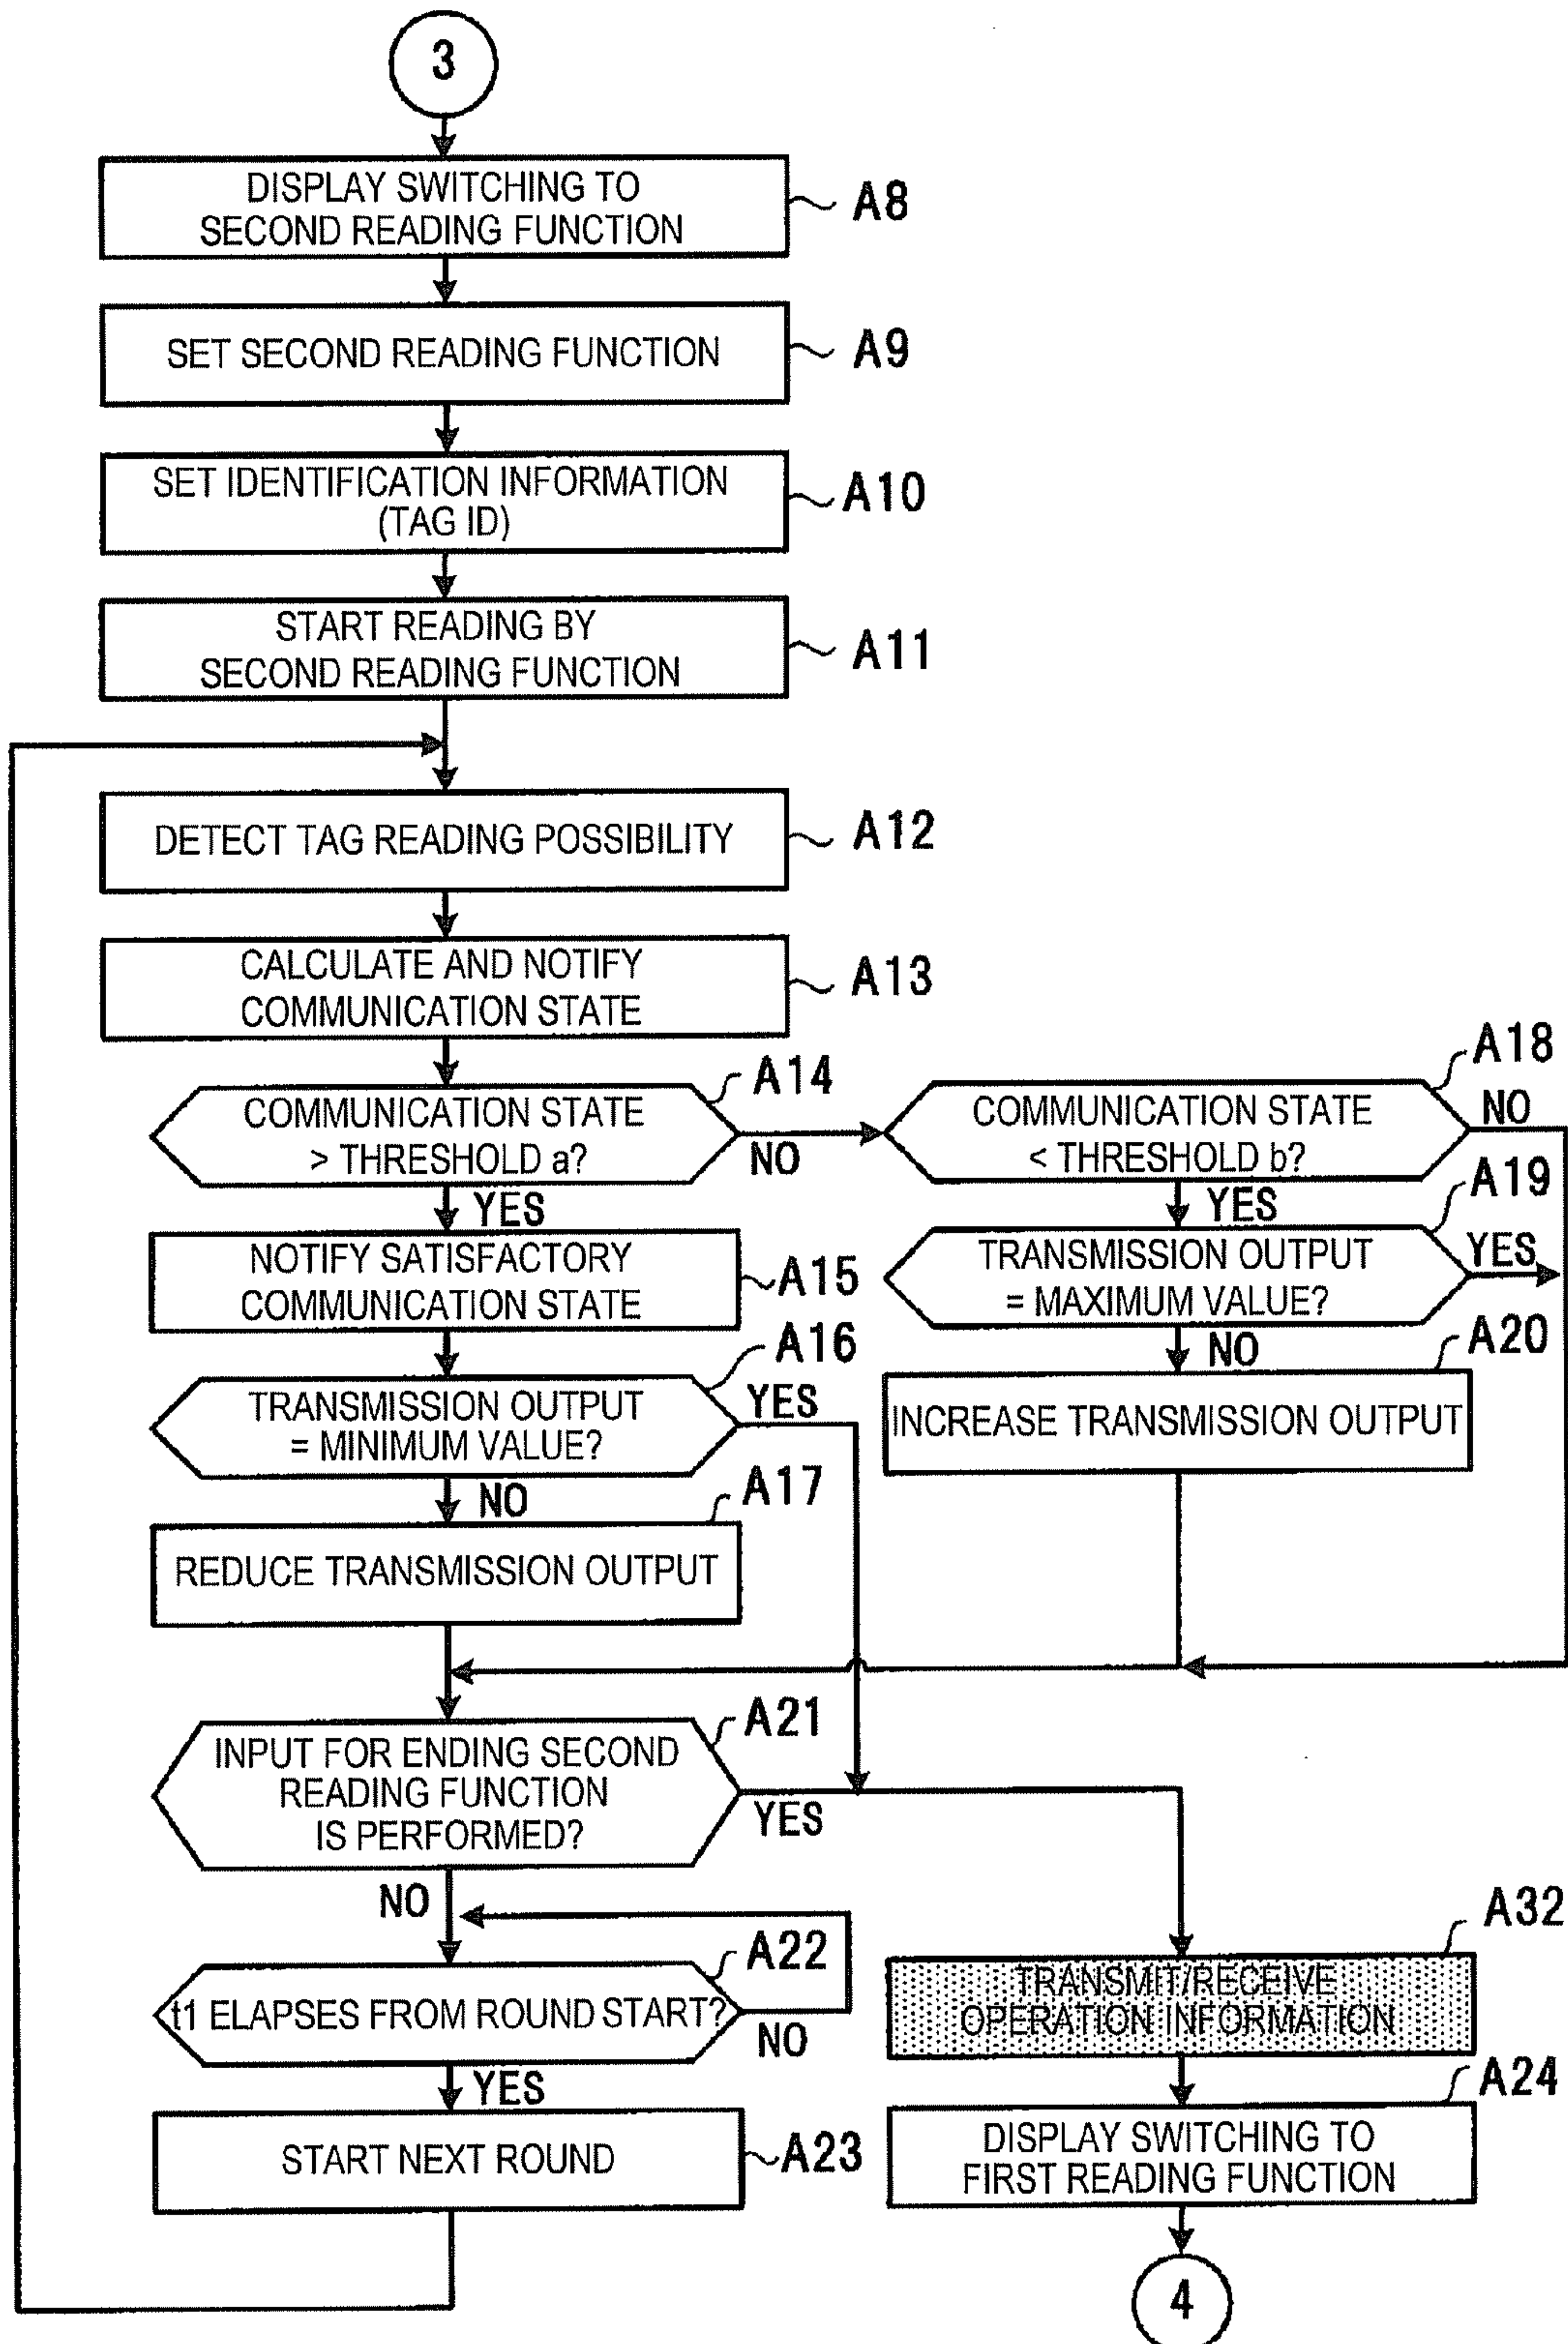 3
DISPLAY SWITCHING TO
SECOND READING FUNCTION
A8
SET SECOND READING FUNCTION
A9
SET IDENTIFICATION INFORMATION
(TAG ID)
A10
START READING BY
SECOND READING FUNCTION
A11
DETECT TAG READING POSSIBILITY
A12
CALCULATE AND NOTIFY
COMMUNICATION STATE
A13
COMMUNICATION STATE
> THRESHOLD a?
A14
NO
YES
COMMUNICATION STATE
< THRESHOLD b?
A18
NO
YES
NOTIFY SATISFACTORY
COMMUNICATION STATE
A15
TRANSMISSION OUTPUT
= MAXIMUM VALUE?
A19
YES
NO
TRANSMISSION OUTPUT
= MINIMUM VALUE?
A16
YES
NO
INCREASE TRANSMISSION OUTPUT
A20
REDUCE TRANSMISSION OUTPUT
A17
INPUT FOR ENDING SECOND
READING FUNCTION
IS PERFORMED?
A21
YES
NO
t1 ELAPSES FROM ROUND START?
A22
NO
YES
TRANSMIT/RECEIVE
OPERATION INFORMATION
A32
START NEXT ROUND
A23
DISPLAY SWITCHING TO
FIRST READING FUNCTION
A24
4